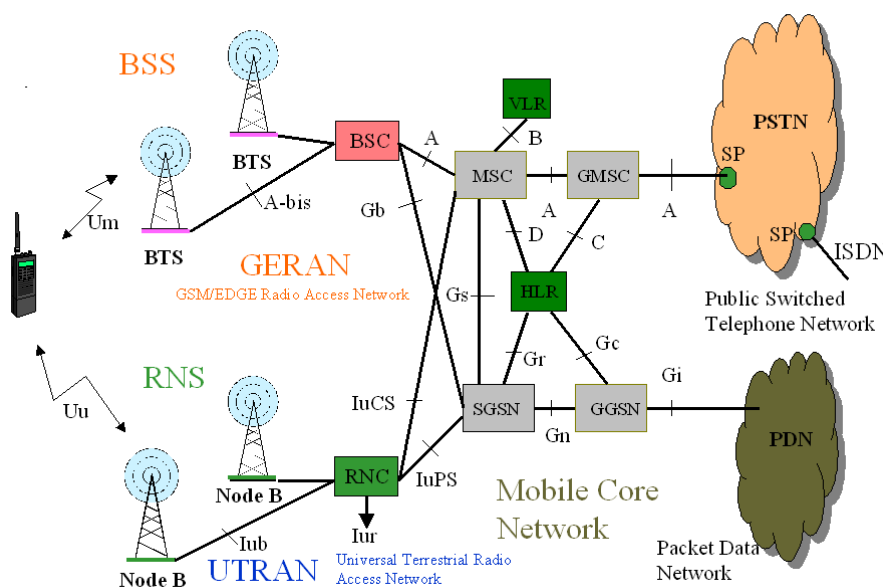 BSS
BTS
BTS
A-bis
Um
BSC
A
Gb
VLR
B
MSC
A
GMSC
A
PSTN
SP
SP
ISDN
Public Switched
Telephone Network
GERAN
GSM/EDGE Radio Access Network
D
C
HLR
Gs
Gr
Gc
RNS
Uu
Node B
Node B
Iub
IuCS
IuPS
RNC
Iur
SGSN
Gn
GGSN
Gi
PDN
Mobile Core
Network
UTRAN
Universal Terrestrial Radio
Access Network
Packet Data
Network